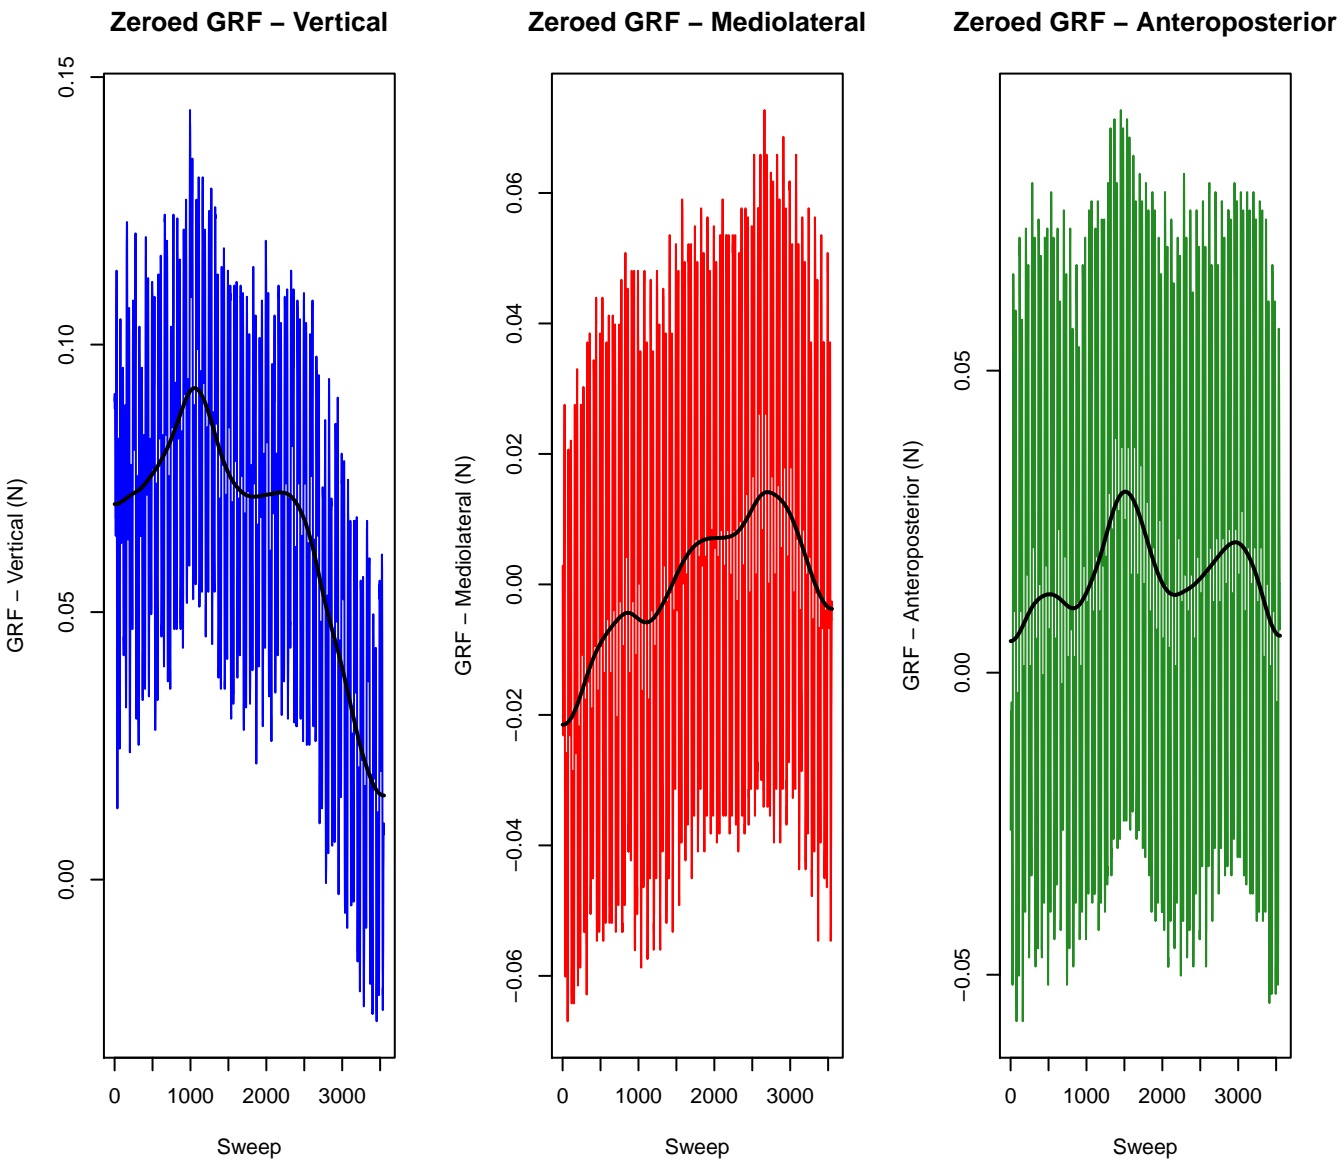 Zeroed GRF − Vertical
GRF − Vertical (N)
0.15
0.10
0.05
0.00
0 1000 2000 3000
Sweep
Zeroed GRF − Mediolateral
GRF − Mediolateral (N)
0.06
0.04
0.02
0.00
−0.02
−0.04
−0.06
0 1000 2000 3000
Sweep
Zeroed GRF − Anteroposterior
GRF − Anteroposterior (N)
0.05
0.00
−0.05
0 1000 2000 3000
Sweep